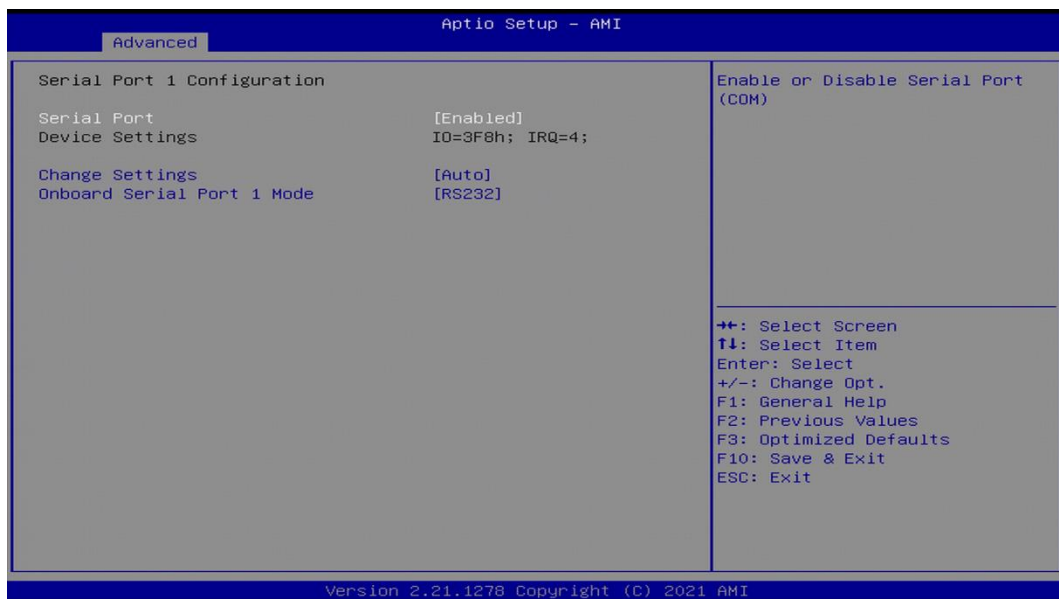 Aptio Setup – AMI
Advanced
Serial Port 1 Configuration
Serial Port [Enabled]
Device Settings IO=3F8h; IRQ=4;
Change Settings [Auto]
Onboard Serial Port 1 Mode [RS232]
Enable or Disable Serial Port
(COM)
→←: Select Screen
↑↓: Select Item
Enter: Select
+/-: Change Opt.
F1: General Help
F2: Previous Values
F3: Optimized Defaults
F10: Save & Exit
ESC: Exit
Version 2.21.1278 Copyright (C) 2021 AMI